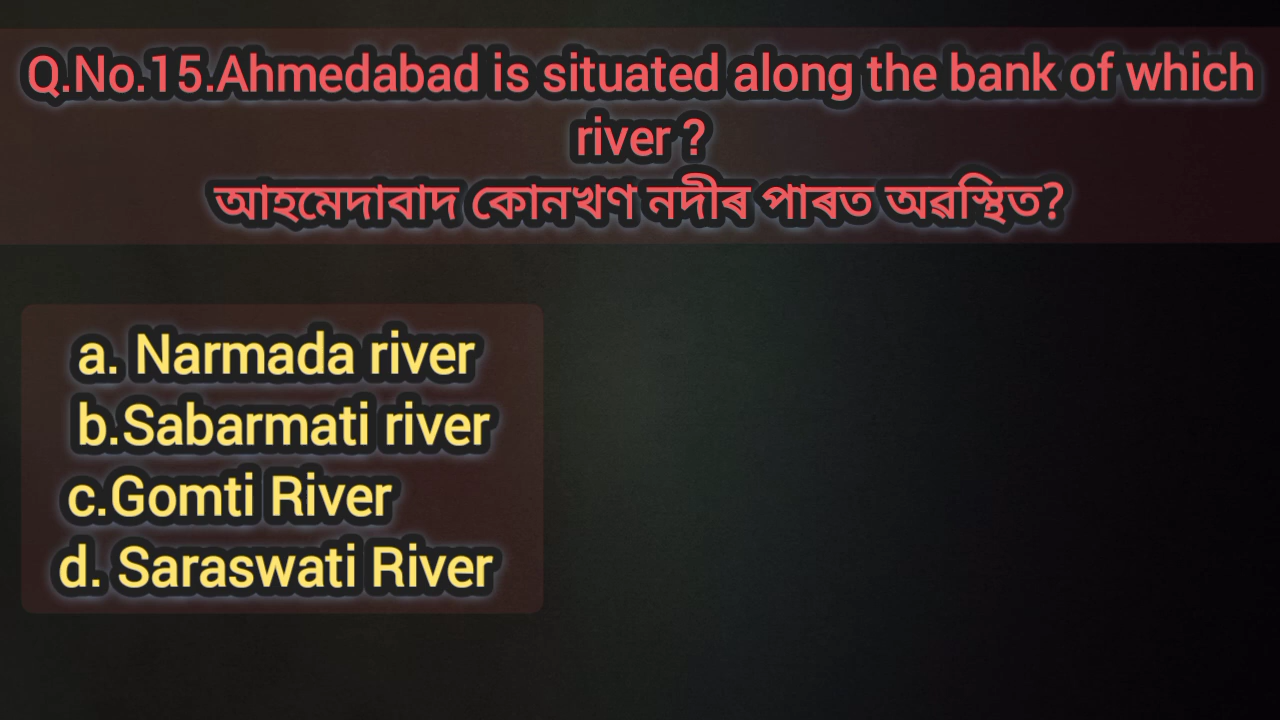 Q.No.15.Ahmedabad is situated along the bank of which
river ?
আহমেদাবাদ কোনখণ নদীৰ পাৰত অৱস্থিত?
a. Narmada river
b.Sabarmati river
c.Gomti River
d. Saraswati River